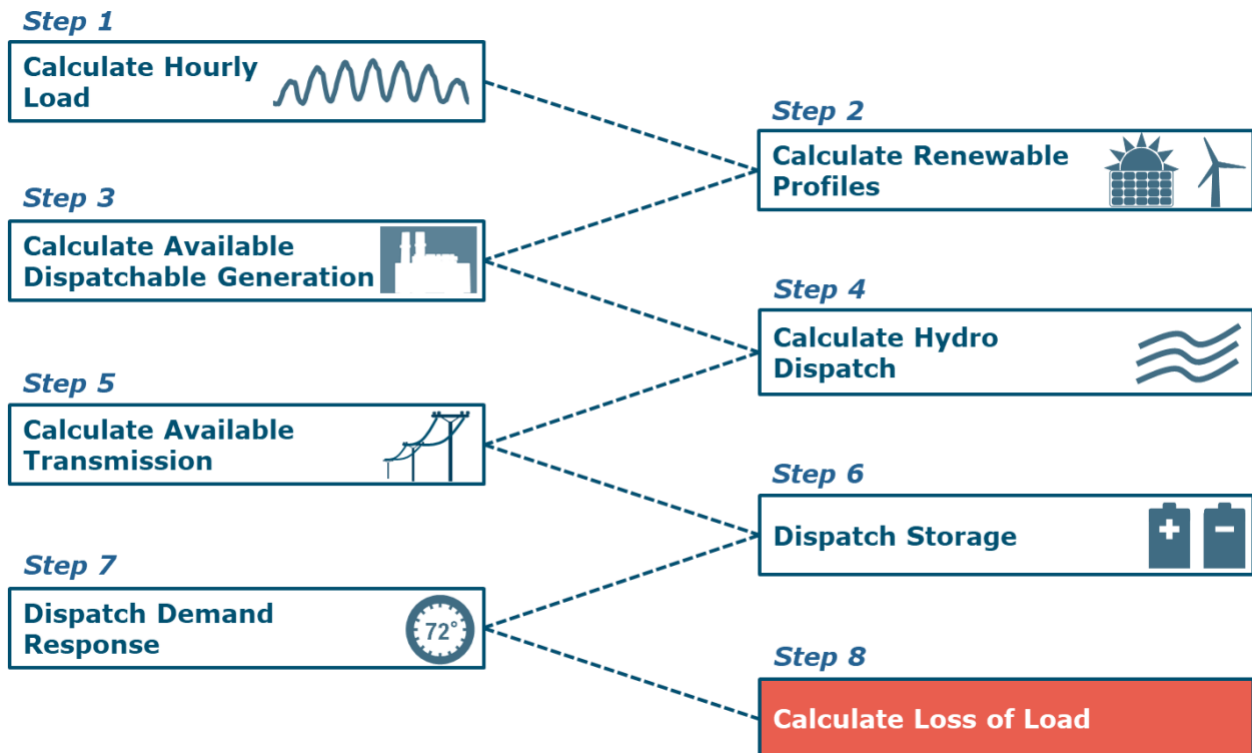 Step 1
Calculate Hourly
Load
Step 2
Calculate Renewable
Profiles
Step 3
Calculate Available
Dispatchable Generation
Step 4
Calculate Hydro
Dispatch
Step 5
Calculate Available
Transmission
Step 6
Dispatch Storage
Step 7
Dispatch Demand
Response
72°
Step 8
Calculate Loss of Load